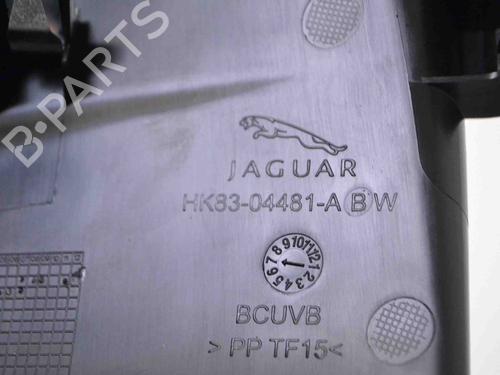 B-PARTS
JAGUAR
HK83-04481-A B W
1 2 3 4 5 6 7 8 9 10 11 12
BCUVB
> PP TF15<